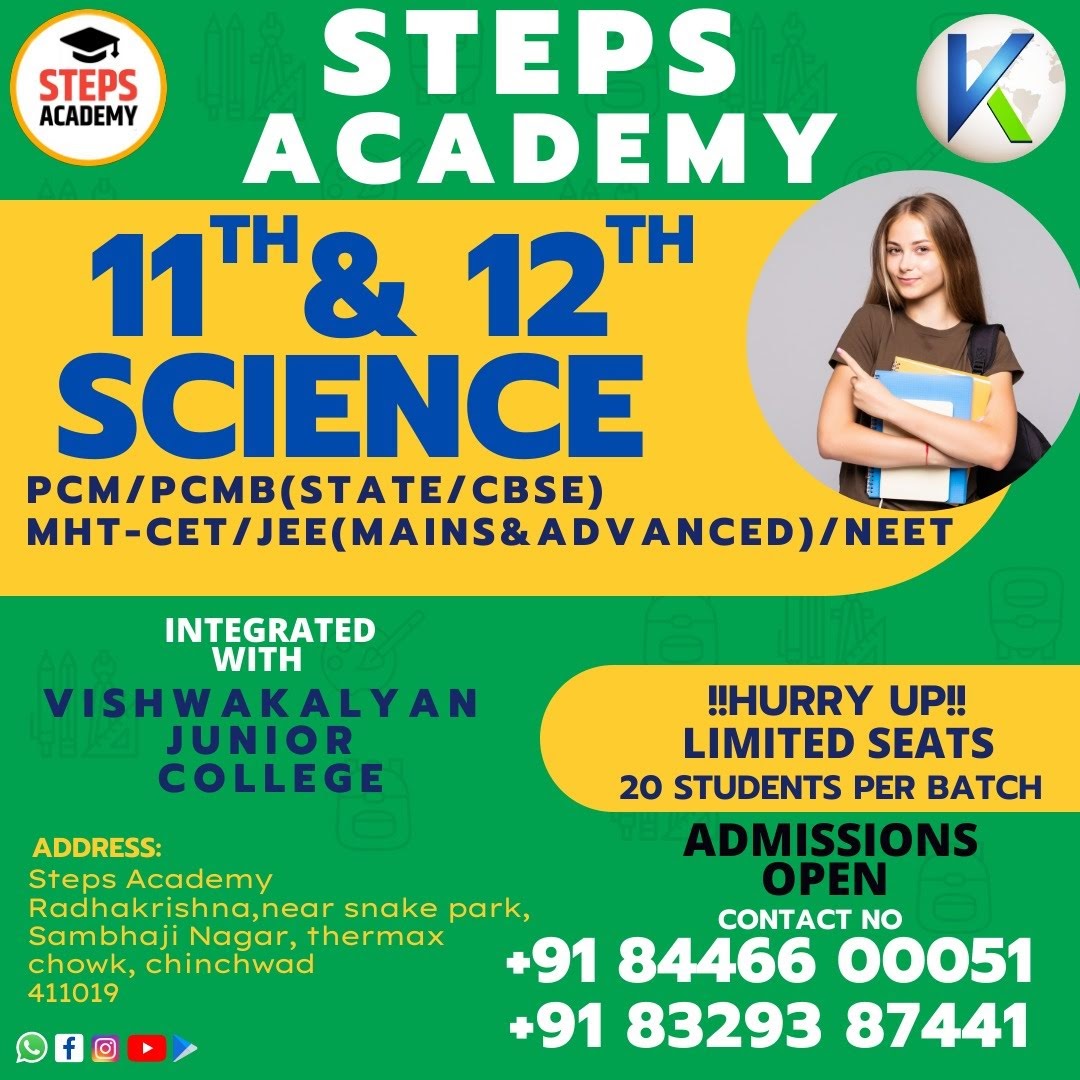 STEPS
ACADEMY
STEPS
ACADEMY
VK
11TH & 12TH
SCIENCE
PCM/PCMB(STATE/CBSE)
MHT-CET/JEE(MAINS&ADVANCED)/NEET
INTEGRATED
WITH
VISHWAKALYAN
JUNIOR
COLLEGE
!!HURRY UP!!
LIMITED SEATS
20 STUDENTS PER BATCH
ADDRESS:
Steps Academy
Radhakrishna,near snake park,
Sambhaji Nagar, thermax
chowk, chinchwad
411019
ADMISSIONS
OPEN
CONTACT NO
+91 84466 00051
+91 83293 87441